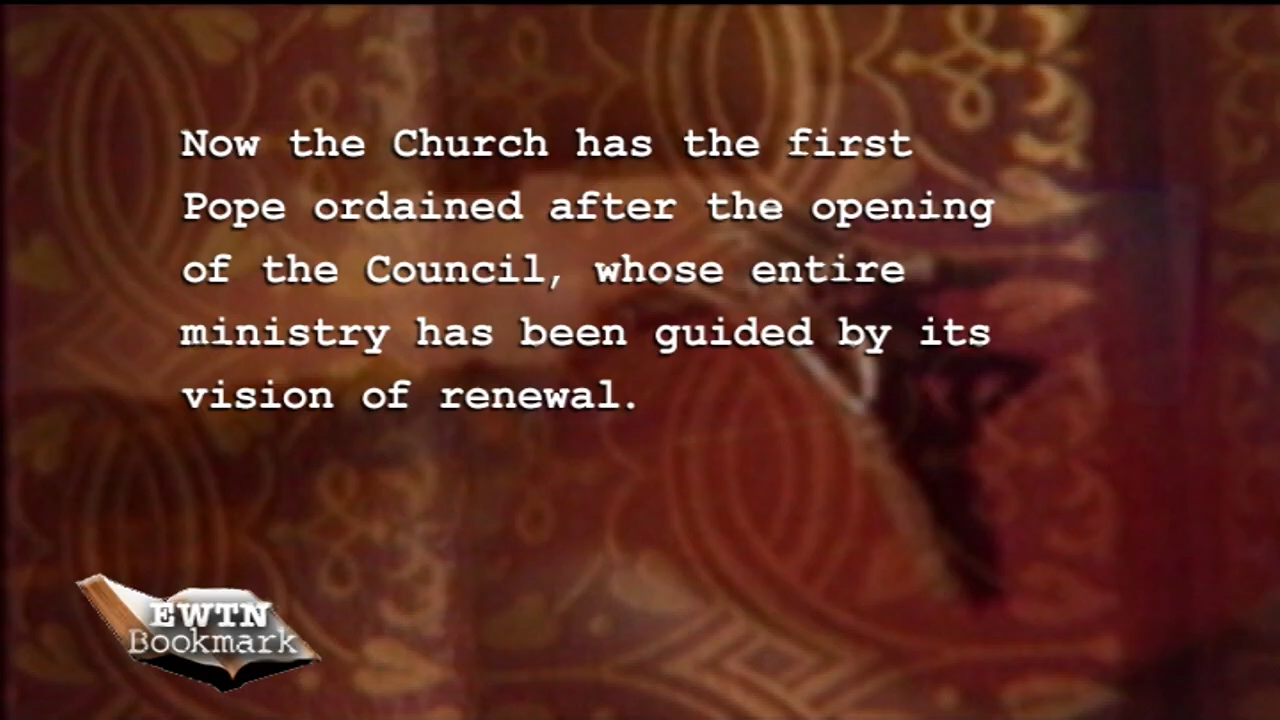 Now the Church has the first
Pope ordained after the opening
of the Council, whose entire
ministry has been guided by its
vision of renewal.
EWTN
Bookmark